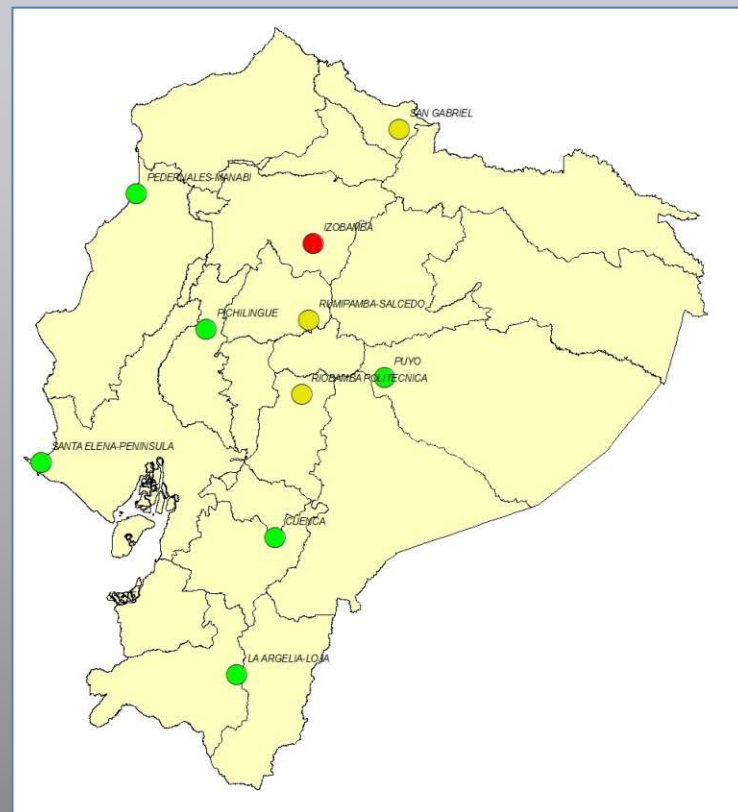 SAN GABRIEL
PEDERNALES-MANABI
IZOBAMBA
RUMIPAMBA-SALCEDO
PICHILINGUE
PUYO
RIOBAMBA POLITECNICA
SANTA ELENA-PENINSULA
CUENCA
LA ARGELIA-LOJA